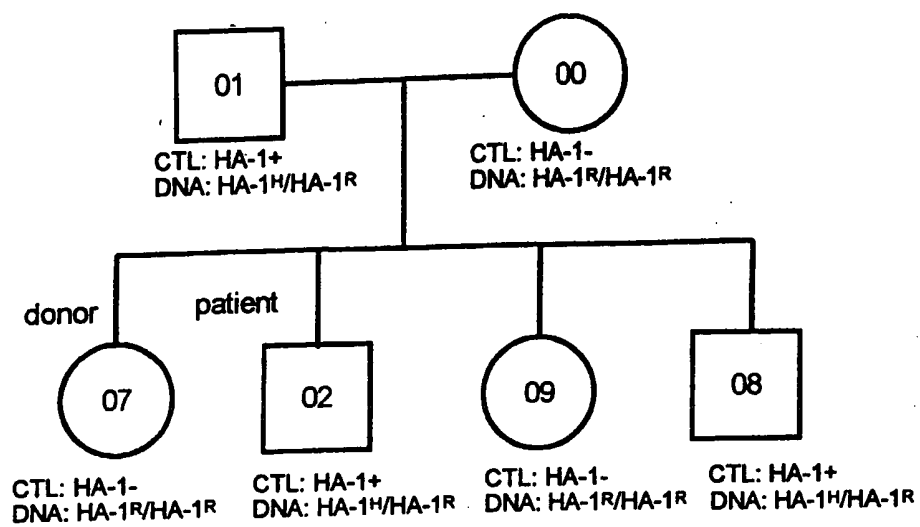 01
00
CTL: HA-1+
DNA: HA-1ᴴ/HA-1ᴿ
CTL: HA-1-
DNA: HA-1ᴿ/HA-1ᴿ
donor
patient
07
02
09
08
CTL: HA-1-
DNA: HA-1ᴿ/HA-1ᴿ
CTL: HA-1+
DNA: HA-1ᴴ/HA-1ᴿ
CTL: HA-1-
DNA: HA-1ᴿ/HA-1ᴿ
CTL: HA-1+
DNA: HA-1ᴴ/HA-1ᴿ